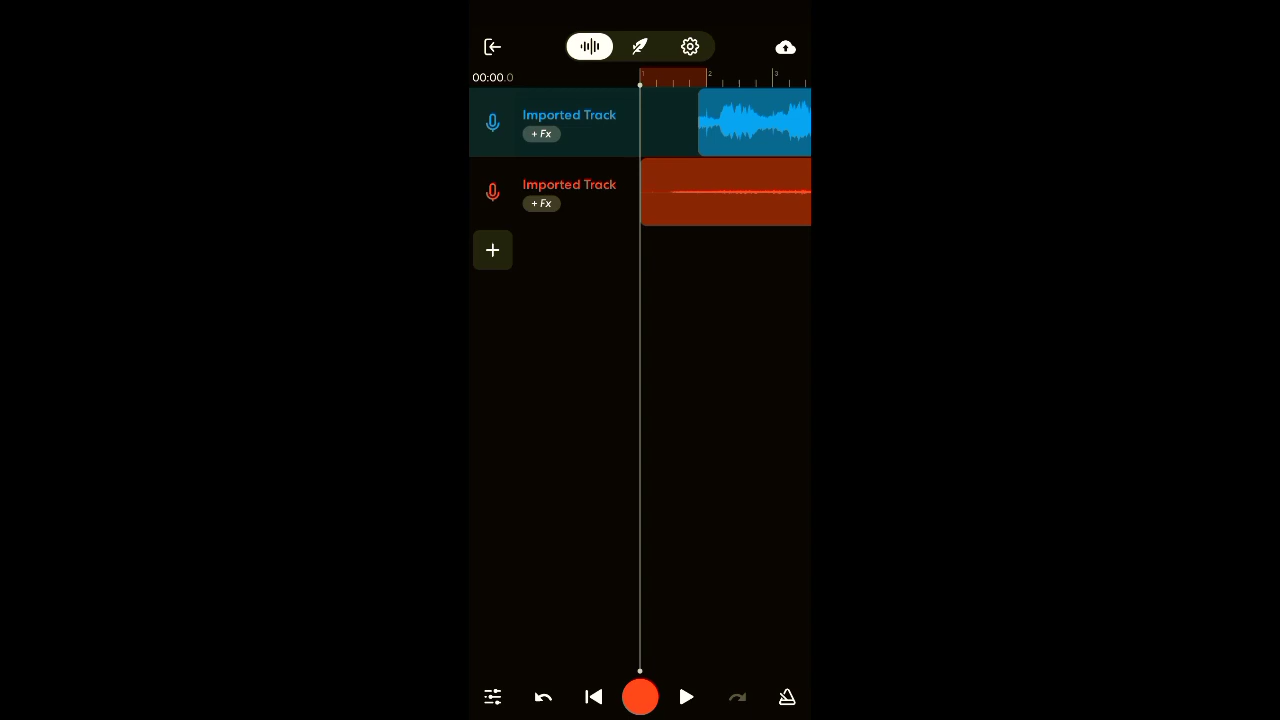 00:00.0
1 2 3
Imported Track
+ Fx
Imported Track
+ Fx